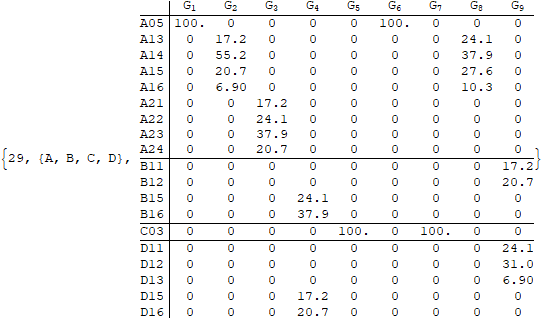 G1 G2 G3 G4 G5 G6 G7 G8 G9
A05 100. 0 0 0 0 100. 0 0 0
A13 0 17.2 0 0 0 0 0 24.1 0
A14 0 55.2 0 0 0 0 0 37.9 0
A15 0 20.7 0 0 0 0 0 27.6 0
A16 0 6.90 0 0 0 0 0 10.3 0
A21 0 0 17.2 0 0 0 0 0 0
A22 0 0 24.1 0 0 0 0 0 0
A23 0 0 37.9 0 0 0 0 0 0
A24 0 0 20.7 0 0 0 0 0 0
{29, {A, B, C, D}, B11 0 0 0 0 0 0 0 0 17.2}
B12 0 0 0 0 0 0 0 0 20.7
B15 0 0 0 24.1 0 0 0 0 0
B16 0 0 0 37.9 0 0 0 0 0
C03 0 0 0 0 100. 0 100. 0 0
D11 0 0 0 0 0 0 0 0 24.1
D12 0 0 0 0 0 0 0 0 31.0
D13 0 0 0 0 0 0 0 0 6.90
D15 0 0 0 17.2 0 0 0 0 0
D16 0 0 0 20.7 0 0 0 0 0